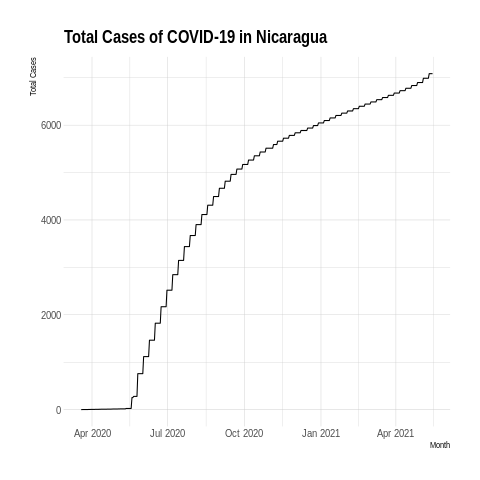 Total Cases of COVID-19 in Nicaragua
Total Cases
6000
4000
2000
0
Apr 2020 Jul 2020 Oct 2020 Jan 2021 Apr 2021
Month